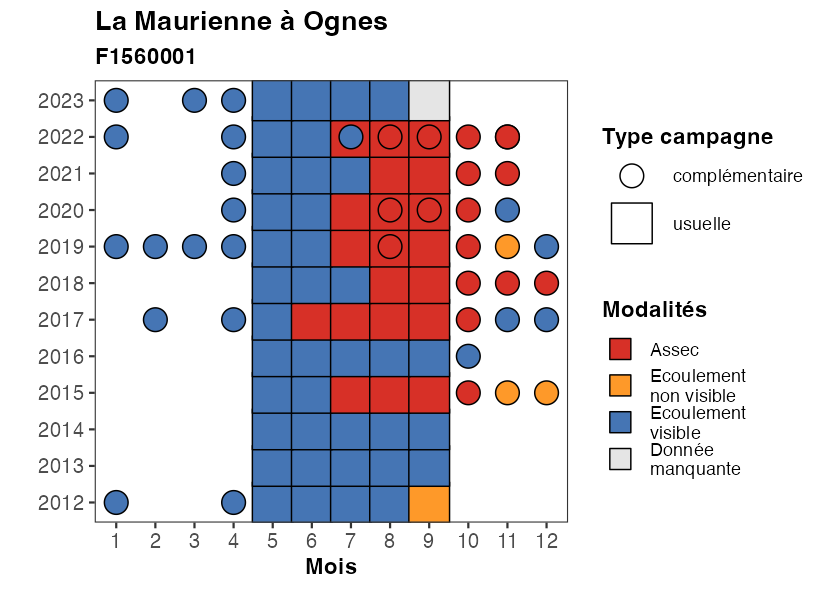 La Maurienne à Ognes
F1560001
2023
2022
2021
2020
2019
2018
2017
2016
2015
2014
2013
2012
1 2 3 4 5 6 7 8 9 10 11 12
Mois
Type campagne
complémentaire
usuelle
Modalités
Assec
Ecoulement
non visible
Ecoulement
visible
Donnée
manquante